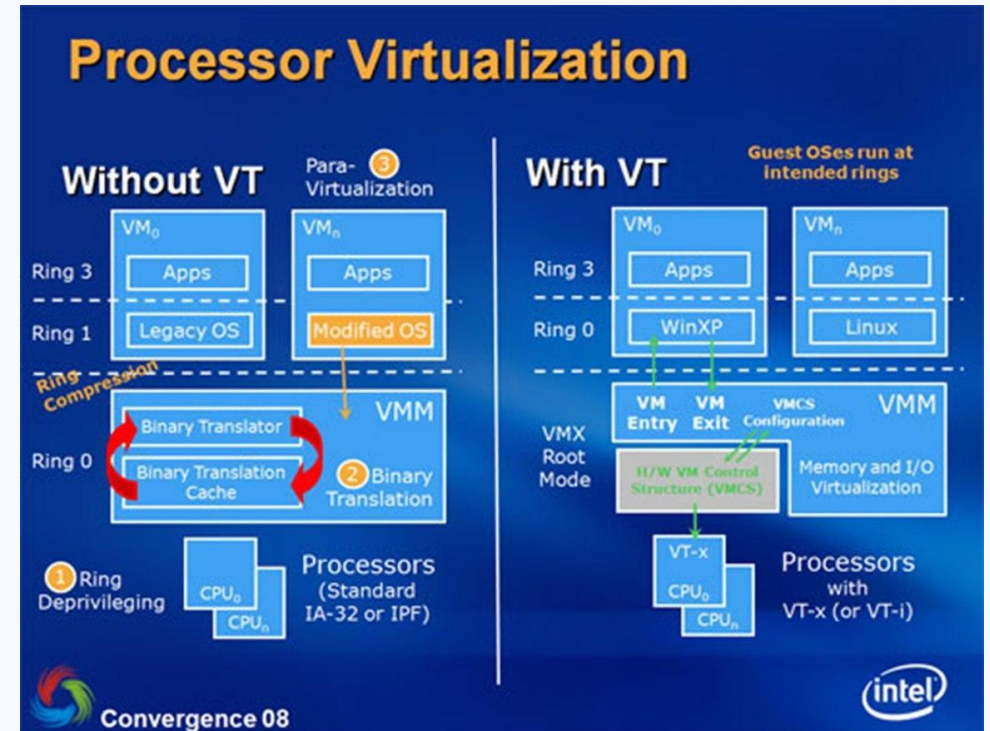 Processor Virtualization
Without VT
Para- 3
Virtualization
VM0
VMn
Ring 3
Apps
Apps
Ring 1
Legacy OS
Modified OS
Ring
Compression
VMM
Ring 0
Binary Translator
Binary Translation
Cache
2 Binary
Translation
1 Ring
Deprivileging
CPU0
CPUn
Processors
(Standard
IA-32 or IPF)
With VT
Guest OSes run at
intended rings
VM0
VMn
Ring 3
Apps
Apps
Ring 0
WinXP
Linux
VM
Entry
VM
Exit
VMCS
Configuration
VMM
VMX
Root
Mode
H/W VM Control
Structure (VMCS)
Memory and I/O
Virtualization
VT-x
CPU0
CPUn
Processors
with
VT-x (or VT-i)
Convergence 08
intel